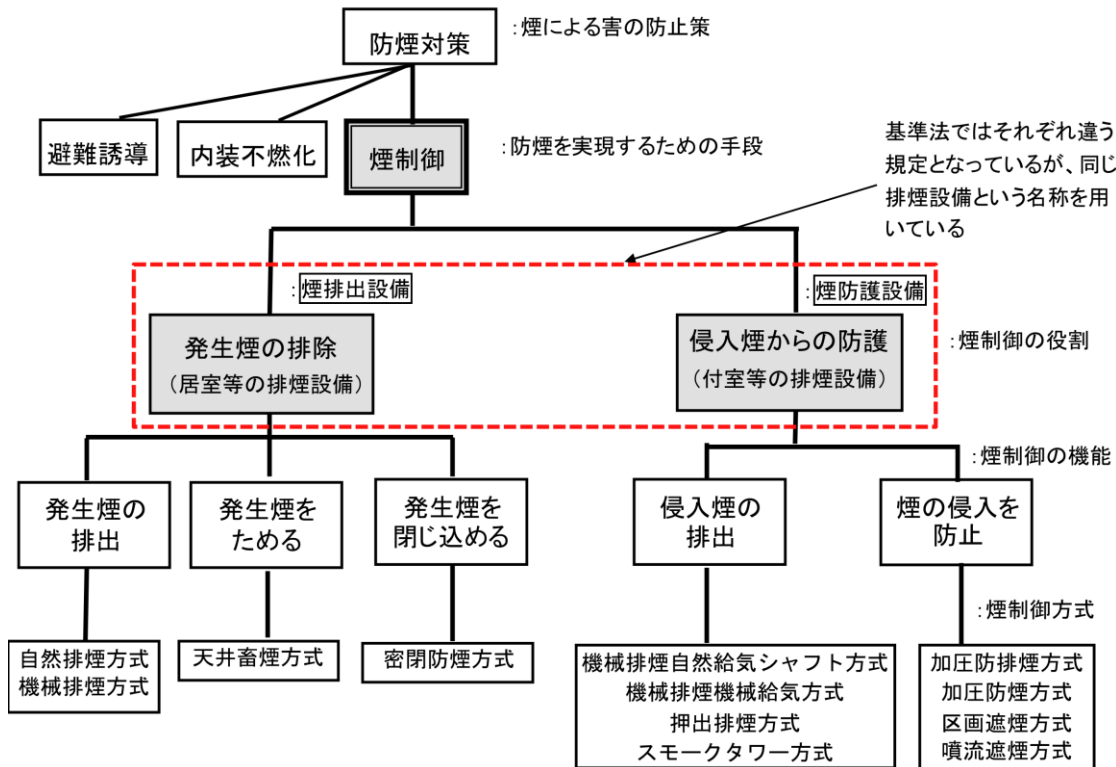 防煙対策
:煙による害の防止策
避難誘導
内装不燃化
煙制御
:防煙を実現するための手段
基準法ではそれぞれ違う
規定となっているが、同じ
排煙設備という名称を用
いている
:煙排出設備
:煙防護設備
発生煙の排除
(居室等の排煙設備)
侵入煙からの防護
(付室等の排煙設備)
:煙制御の役割
:煙制御の機能
発生煙の
排出
発生煙を
ためる
発生煙を
閉じ込める
侵入煙の
排出
煙の侵入を
防止
:煙制御方式
自然排煙方式
機械排煙方式
天井畜煙方式
密閉防煙方式
機械排煙自然給気シャフト方式
機械排煙機械給気方式
押出排煙方式
スモークタワー方式
加圧防排煙方式
加圧防煙方式
区画遮煙方式
噴流遮煙方式